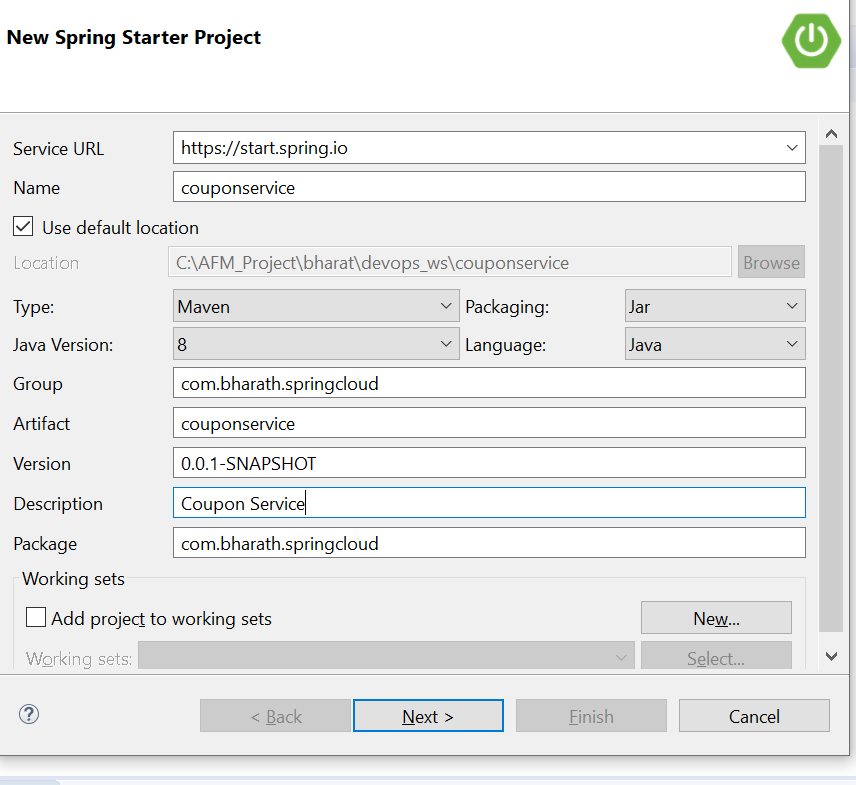 New Spring Starter Project
Service URL https://start.spring.io
Name couponservice
Use default location
Location C:\AFM_Project\bharat\devops_ws\couponservice Browse
Type: Maven Packaging: Jar
Java Version: 8 Language: Java
Group com.bharath.springcloud
Artifact couponservice
Version 0.0.1-SNAPSHOT
Description Coupon Service
Package com.bharath.springcloud
Working sets
Add project to working sets New...
Working sets: Select...
? < Back Next > Finish Cancel